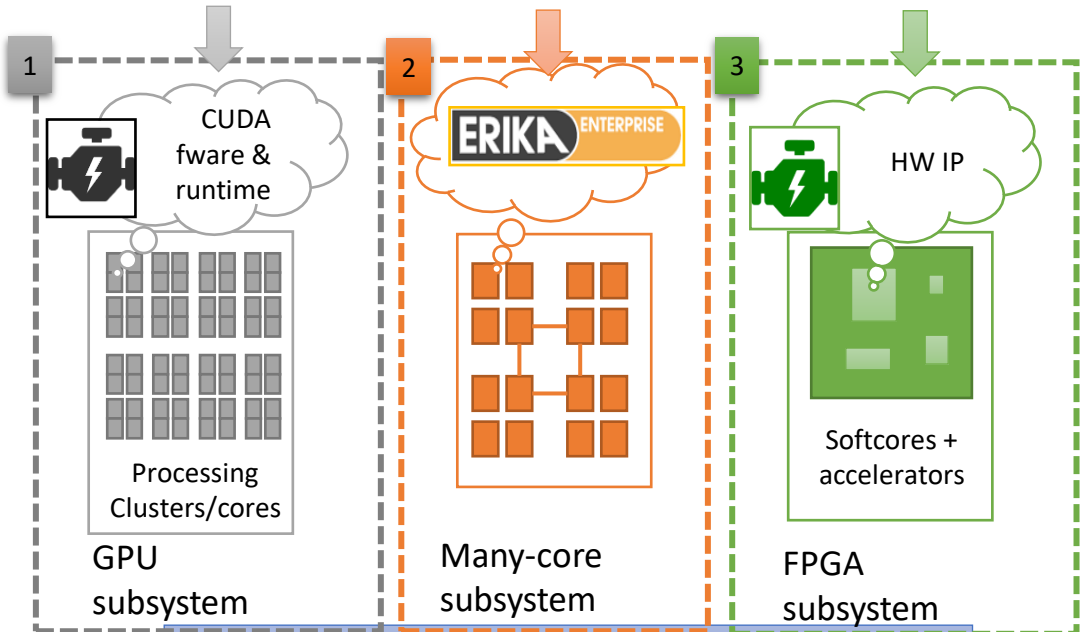 1
CUDA
fware &
runtime
Processing
Clusters/cores
GPU
subsystem
2
ERIKA ENTERPRISE
Many-core
subsystem
3
HW IP
Softcores +
accelerators
FPGA
subsystem